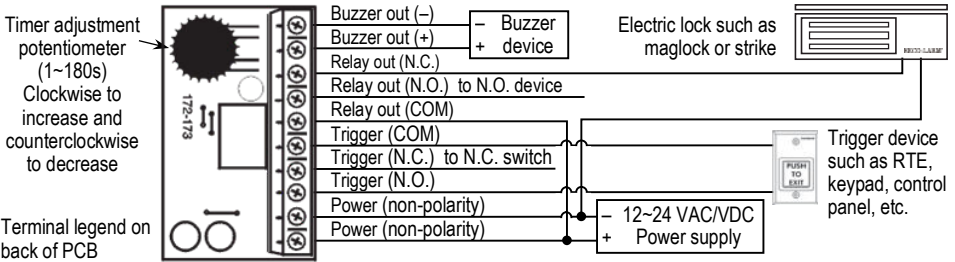 Timer adjustment
potentiometer
(1~180s)
Clockwise to
increase and
counterclockwise
to decrease
Terminal legend on
back of PCB
172-173
Buzzer out (–)
Buzzer out (+)
Relay out (N.C.)
Relay out (N.O.) to N.O. device
Relay out (COM)
Trigger (COM)
Trigger (N.C.) to N.C. switch
Trigger (N.O.)
Power (non-polarity)
Power (non-polarity)
– Buzzer
+ device
Electric lock such as
maglock or strike
SECO-LARM
PUSH
TO
EXIT
Trigger device
such as RTE,
keypad, control
panel, etc.
– 12~24 VAC/VDC
+ Power supply